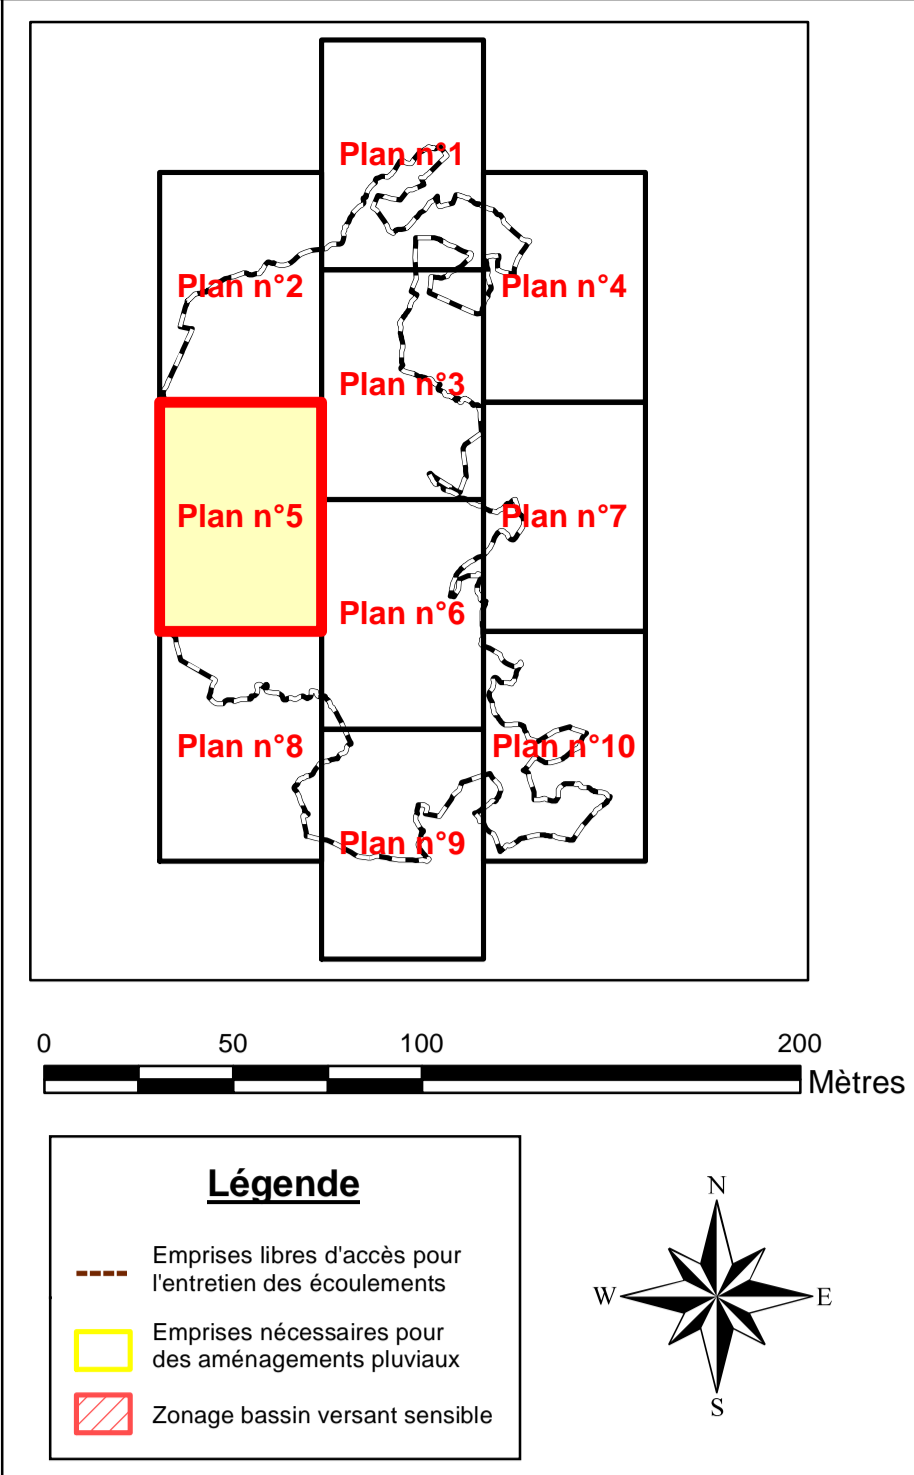 Plan n°1
Plan n°2
Plan n°4
Plan n°3
Plan n°5
Plan n°7
Plan n°6
Plan n°8
Plan n°10
Plan n°9
0 50 100 200
Mètres
Légende
Emprises libres d'accès pour
l'entretien des écoulements
Emprises nécessaires pour
des aménagements pluviaux
Zonage bassin versant sensible
N
W E
S